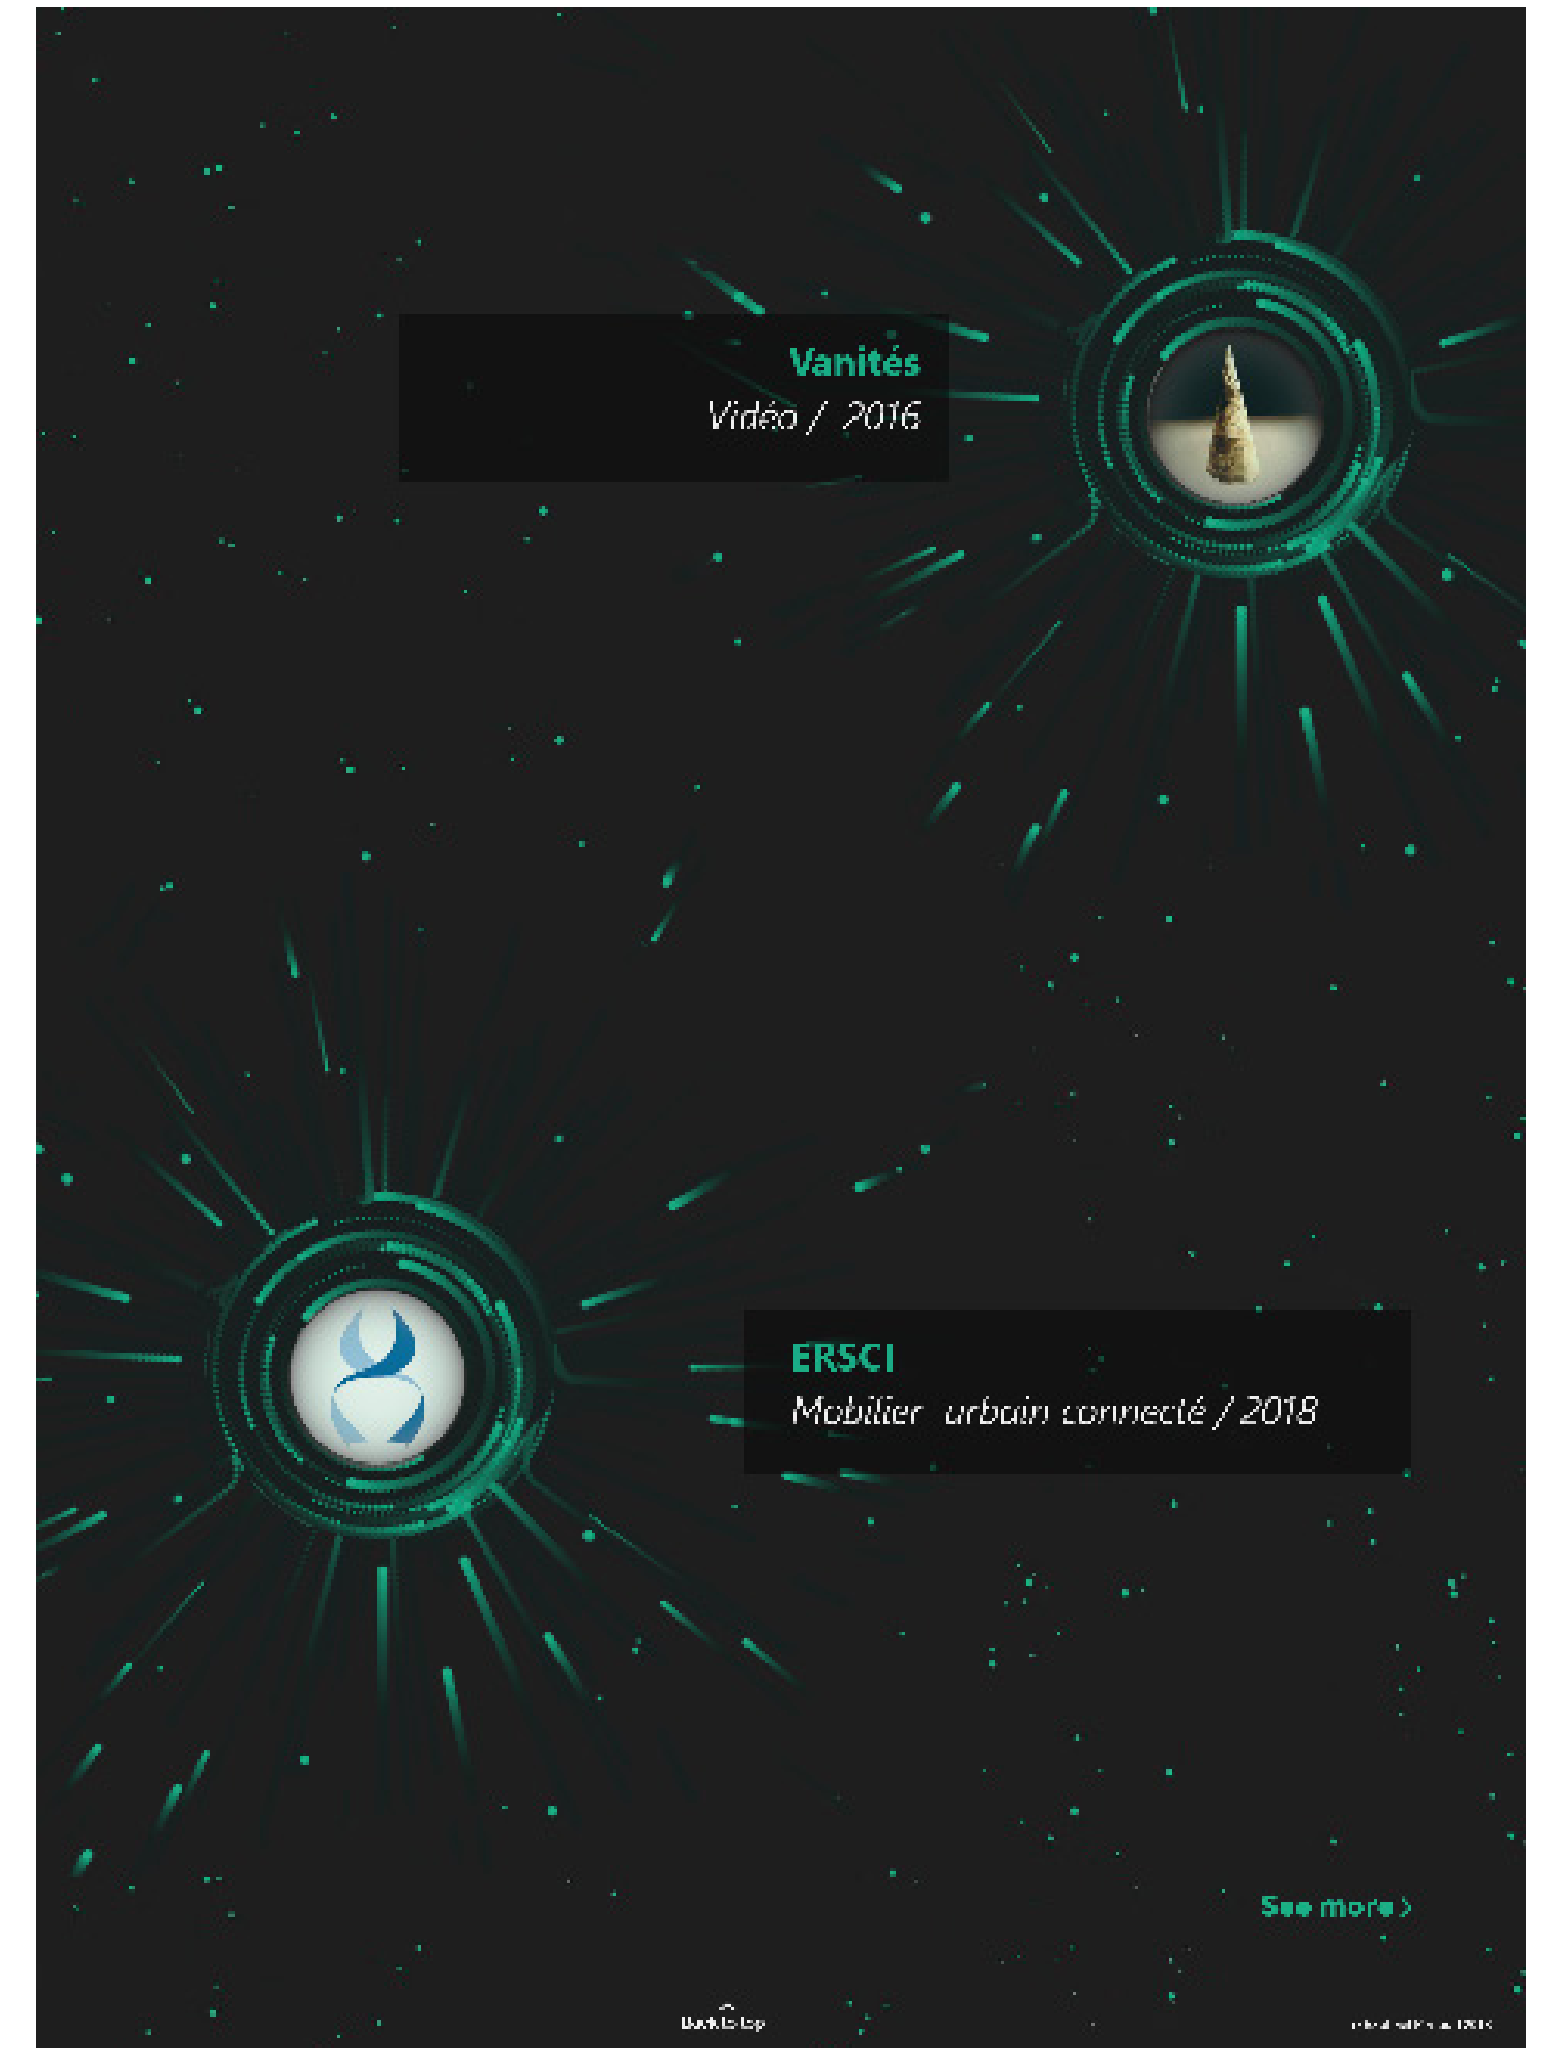 Vanités
Vidéo / 2016
ERSCI
Mobilier urbain connecté / 2018
See more >
Back to top